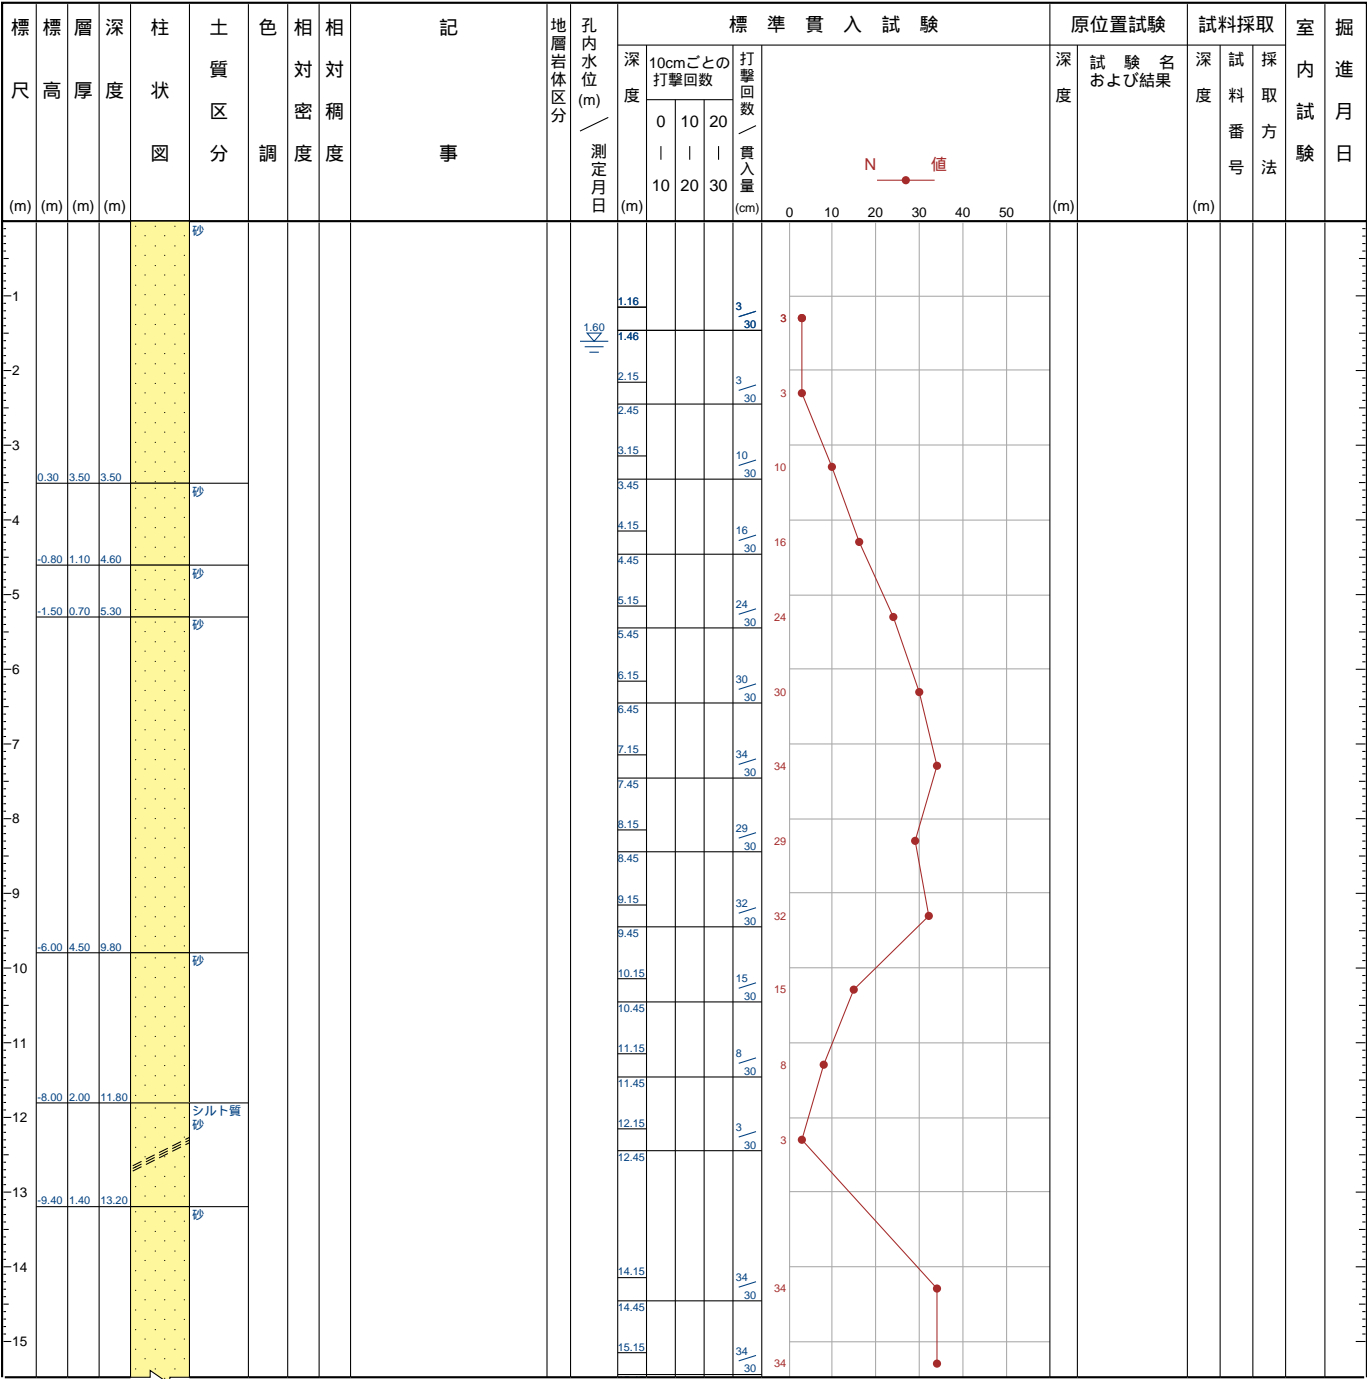 標尺(m)
標高(m)
層厚(m)
深度(m)
柱状図
土質区分
色調
相対密度
相対稠度
記事
地層岩体区分
孔内水位(m)／測定月日
標準貫入試験
深度(m)
10cmごとの打撃回数
0｜10
10｜20
20｜30
打撃回数／貫入量(cm)
N 値
0 10 20 30 40 50
原位置試験
深度(m)
試験名および結果
試料採取
深度(m)
試料番号
採取方法
室内試験
掘進月日
砂
1
1.16 3/30 3
1.46
1.60
2
2.15 3/30 3
2.45
3
3.15 10/30 10
3.45
0.30 3.50 3.50
砂
4
4.15 16/30 16
4.45
-0.80 1.10 4.60
砂
5
5.15 24/30 24
-1.50 0.70 5.30
砂
5.45
6
6.15 30/30 30
6.45
7
7.15 34/30 34
7.45
8
8.15 29/30 29
8.45
9
9.15 32/30 32
9.45
-6.00 4.50 9.80
砂
10
10.15 15/30 15
10.45
11
11.15 8/30 8
11.45
-8.00 2.00 11.80
シルト質
砂
12
12.15 3/30 3
12.45
13
-9.40 1.40 13.20
砂
14
14.15 34/30 34
14.45
15
15.15 34/30 34